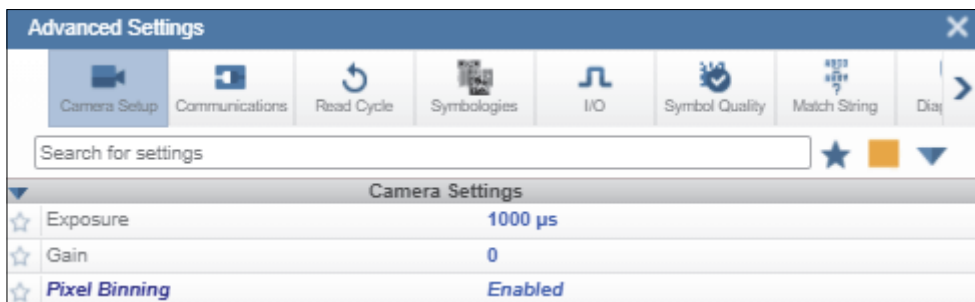 Advanced Settings
Camera Setup Communications Read Cycle Symbologies I/O Symbol Quality Match String
Search for settings
Camera Settings
Exposure 1000 µs
Gain 0
Pixel Binning Enabled